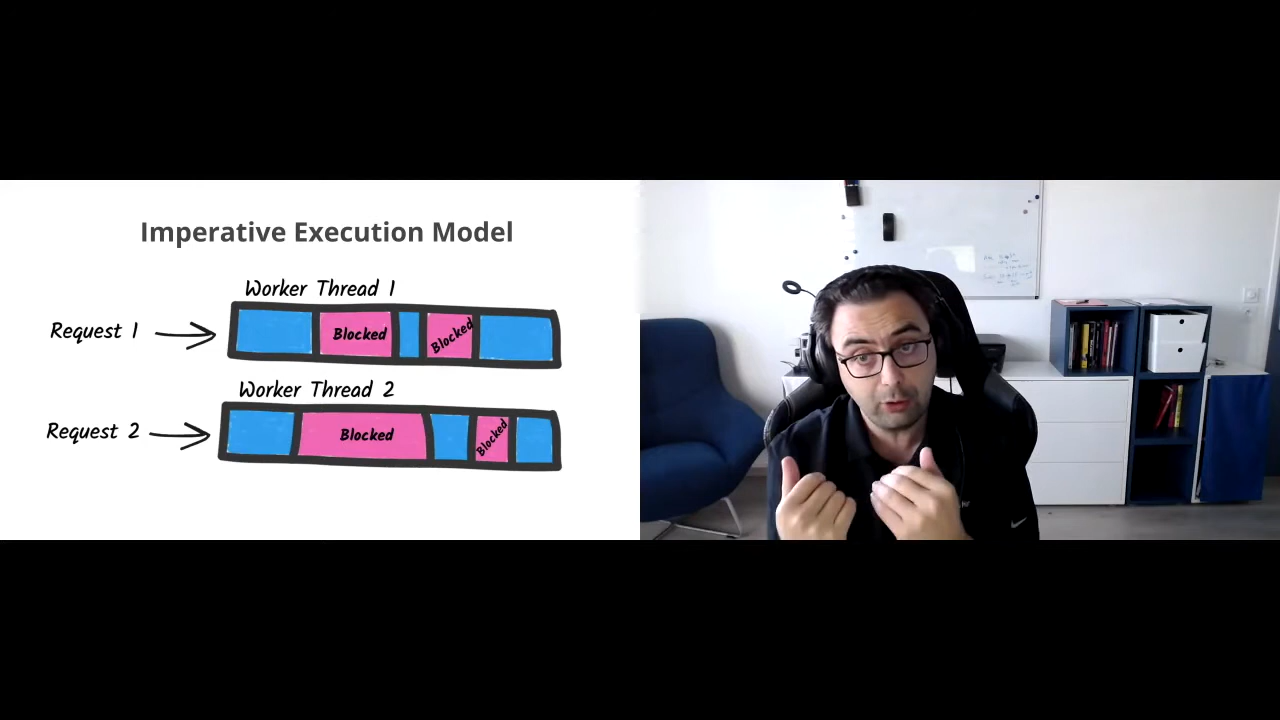 Imperative Execution Model
Worker Thread 1
Request 1
Blocked
Blocked
Worker Thread 2
Request 2
Blocked
Blocked